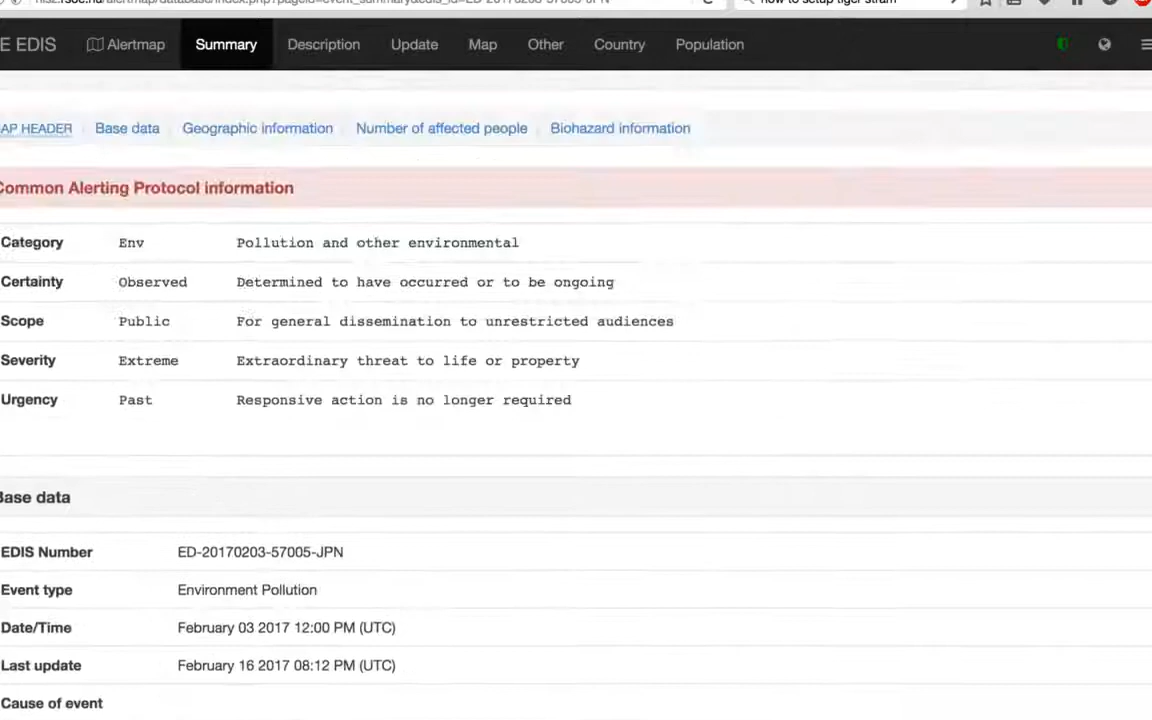 how to setup tiger
E EDIS Alertmap Summary Description Update Map Other Country Population
AP HEADER Base data Geographic information Number of affected people Biohazard information
Common Alerting Protocol information
Category Env Pollution and other environmental
Certainty Observed Determined to have occurred or to be ongoing
Scope Public For general dissemination to unrestricted audiences
Severity Extreme Extraordinary threat to life or property
Urgency Past Responsive action is no longer required
Base data
EDIS Number ED-20170203-57005-JPN
Event type Environment Pollution
Date/Time February 03 2017 12:00 PM (UTC)
Last update February 16 2017 08:12 PM (UTC)
Cause of event